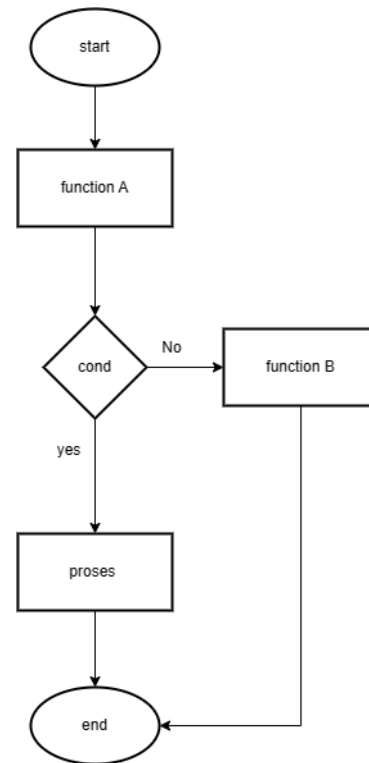 start
function A
cond
No
function B
yes
proses
end